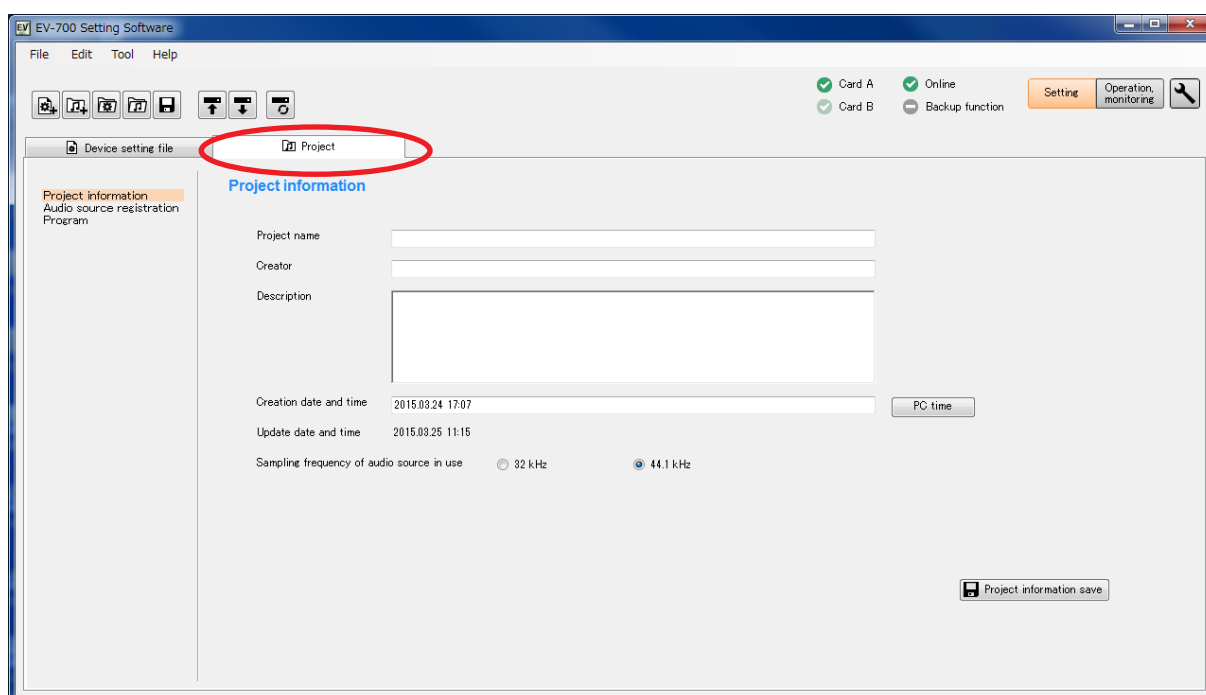 EV EV-700 Setting Software
File Edit Tool Help
Card A Online
Card B Backup function
Setting
Operation,
monitoring
Device setting file Project
Project information
Audio source registration
Program
Project information
Project name
Creator
Description
Creation date and time 2015.03.24 17:07 PC time
Update date and time 2015.03.25 11:15
Sampling frequency of audio source in use 32 kHz 44.1 kHz
Project information save